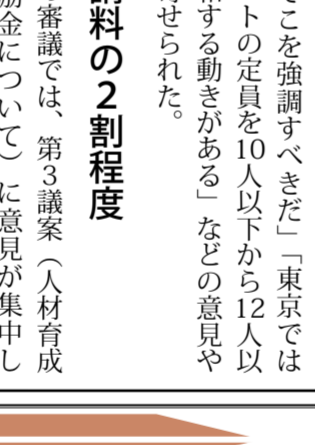 こを強調すべきだ」「東京では
トの定員を10人以下から12人以
する動きがある」などの意見や
せられた。
料の2割程度
審議では、第3議案（人材育成
金について）に意見が集中し